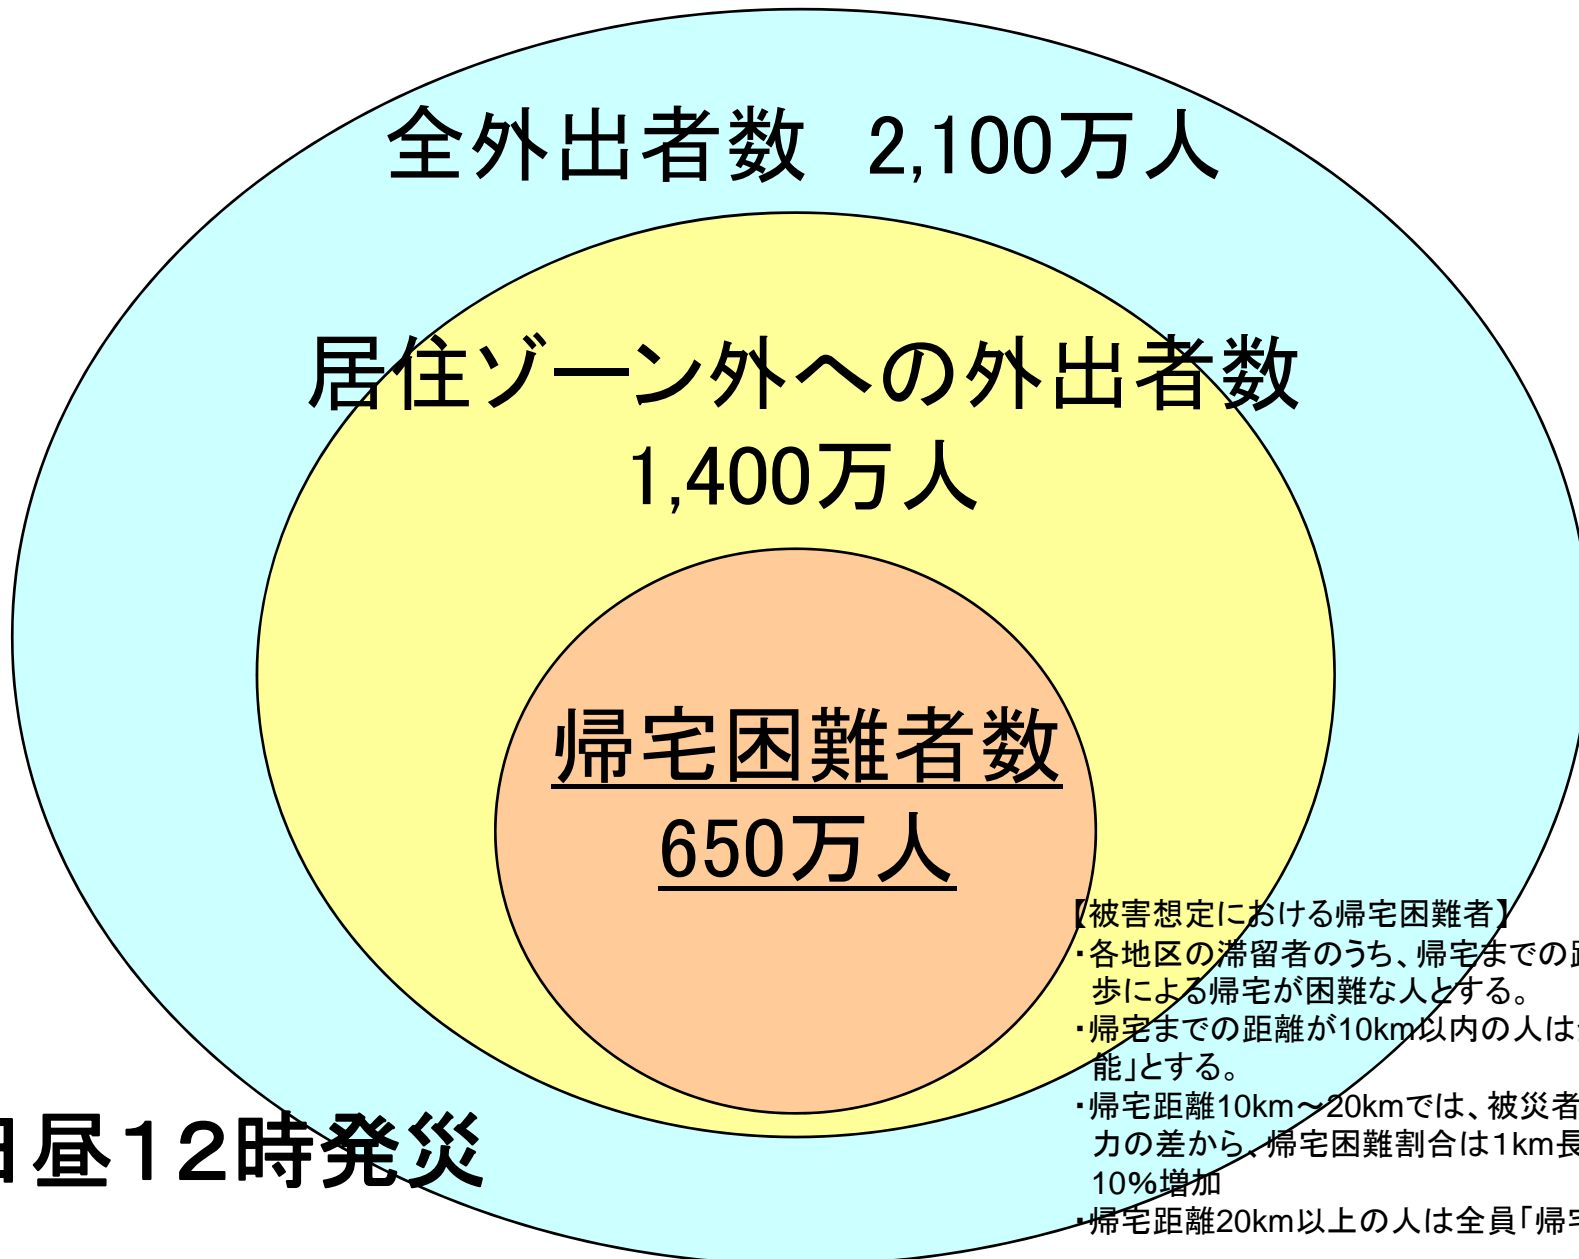 全外出者数　2,100万人
居住ゾーン外への外出者数
1,400万人
帰宅困難者数
650万人
【被害想定における帰宅困難者】
・各地区の滞留者のうち、帰宅までの
歩による帰宅が困難な人とする。
・帰宅までの距離が10km以内の人は
能」とする。
・帰宅距離10km～20kmでは、被災者
力の差から、帰宅困難割合は1km長
10%増加
・帰宅距離20km以上の人は全員「帰宅
日昼12時発災